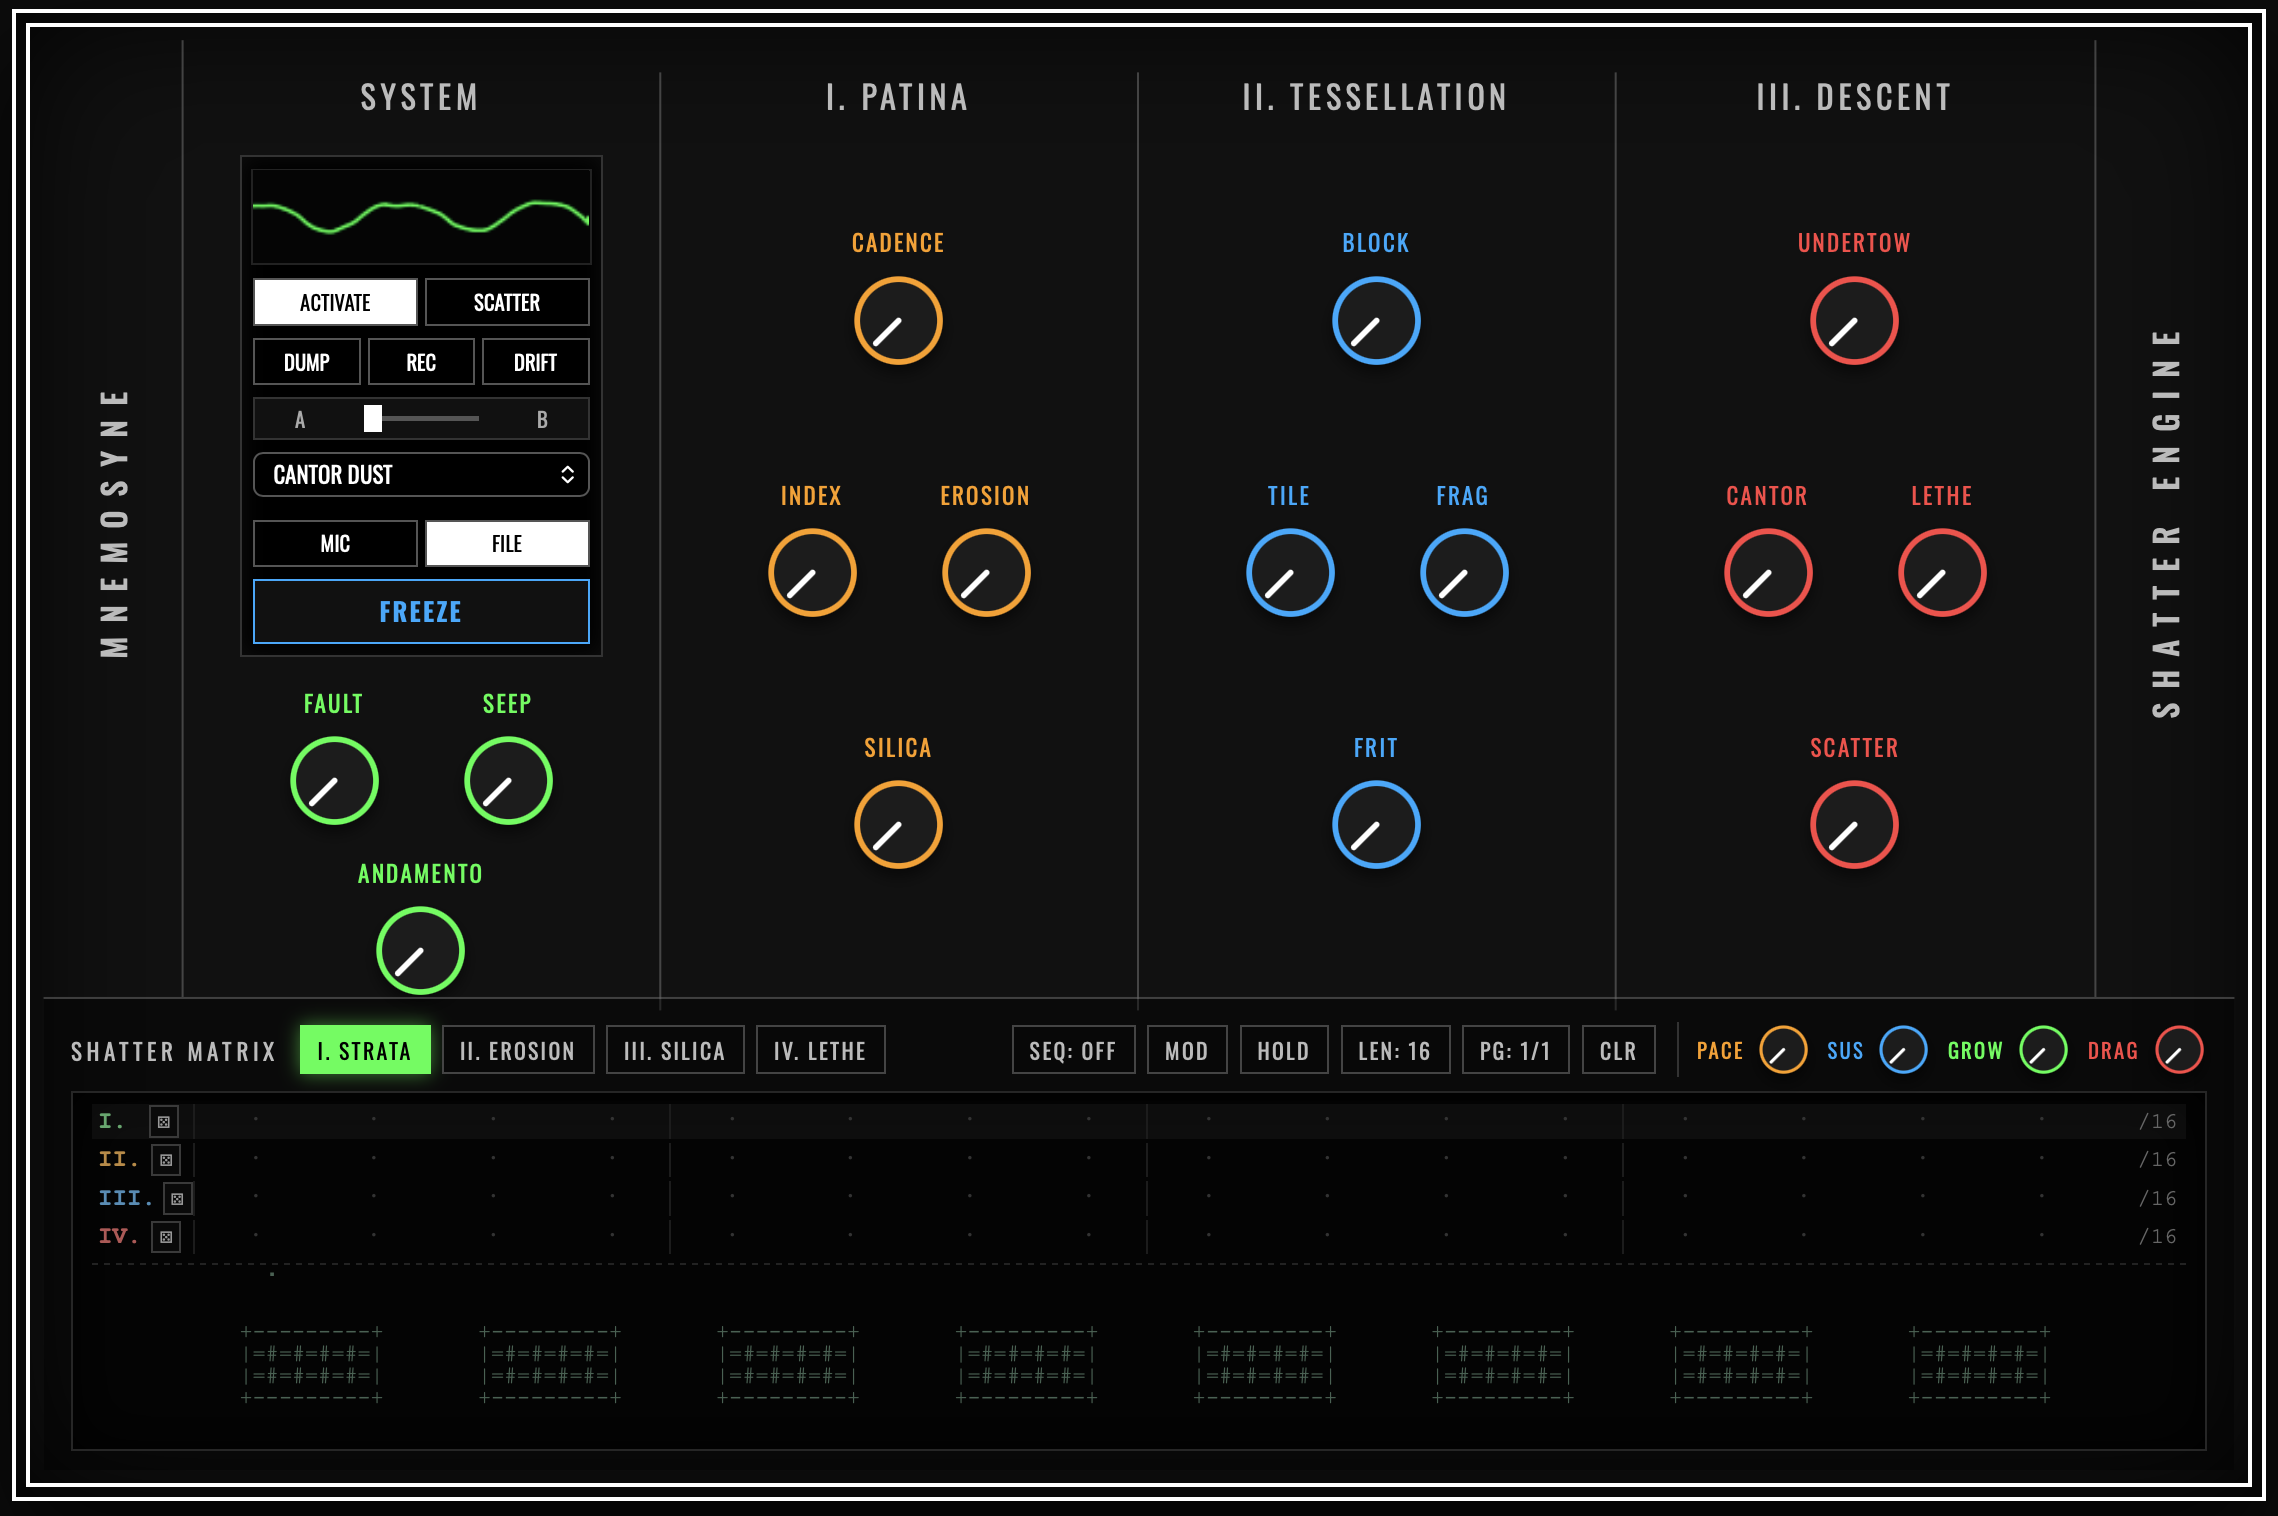 MNEMOSYNE
SYSTEM
ACTIVATE SCATTER
DUMP REC DRIFT
A B
CANTOR DUST
MIC FILE
FREEZE
FAULT SEEP
ANDAMENTO
I. PATINA
CADENCE
INDEX EROSION
SILICA
II. TESSELLATION
BLOCK
TILE FRAG
FRIT
III. DESCENT
UNDERTOW
CANTOR LETHE
SCATTER
SHATTER ENGINE
SHATTER MATRIX I. STRATA II. EROSION III. SILICA IV. LETHE SEQ: OFF MOD HOLD LEN: 16 PG: 1/1 CLR PACE SUS GROW DRAG
I. /16
II. /16
III. /16
IV. /16
+---------+ +---------+ +---------+ +---------+ +---------+ +---------+ +---------+ +---------+
|=#=#=#=#=| |=#=#=#=#=| |=#=#=#=#=| |=#=#=#=#=| |=#=#=#=#=| |=#=#=#=#=| |=#=#=#=#=| |=#=#=#=#=|
|=#=#=#=#=| |=#=#=#=#=| |=#=#=#=#=| |=#=#=#=#=| |=#=#=#=#=| |=#=#=#=#=| |=#=#=#=#=| |=#=#=#=#=|
+---------+ +---------+ +---------+ +---------+ +---------+ +---------+ +---------+ +---------+